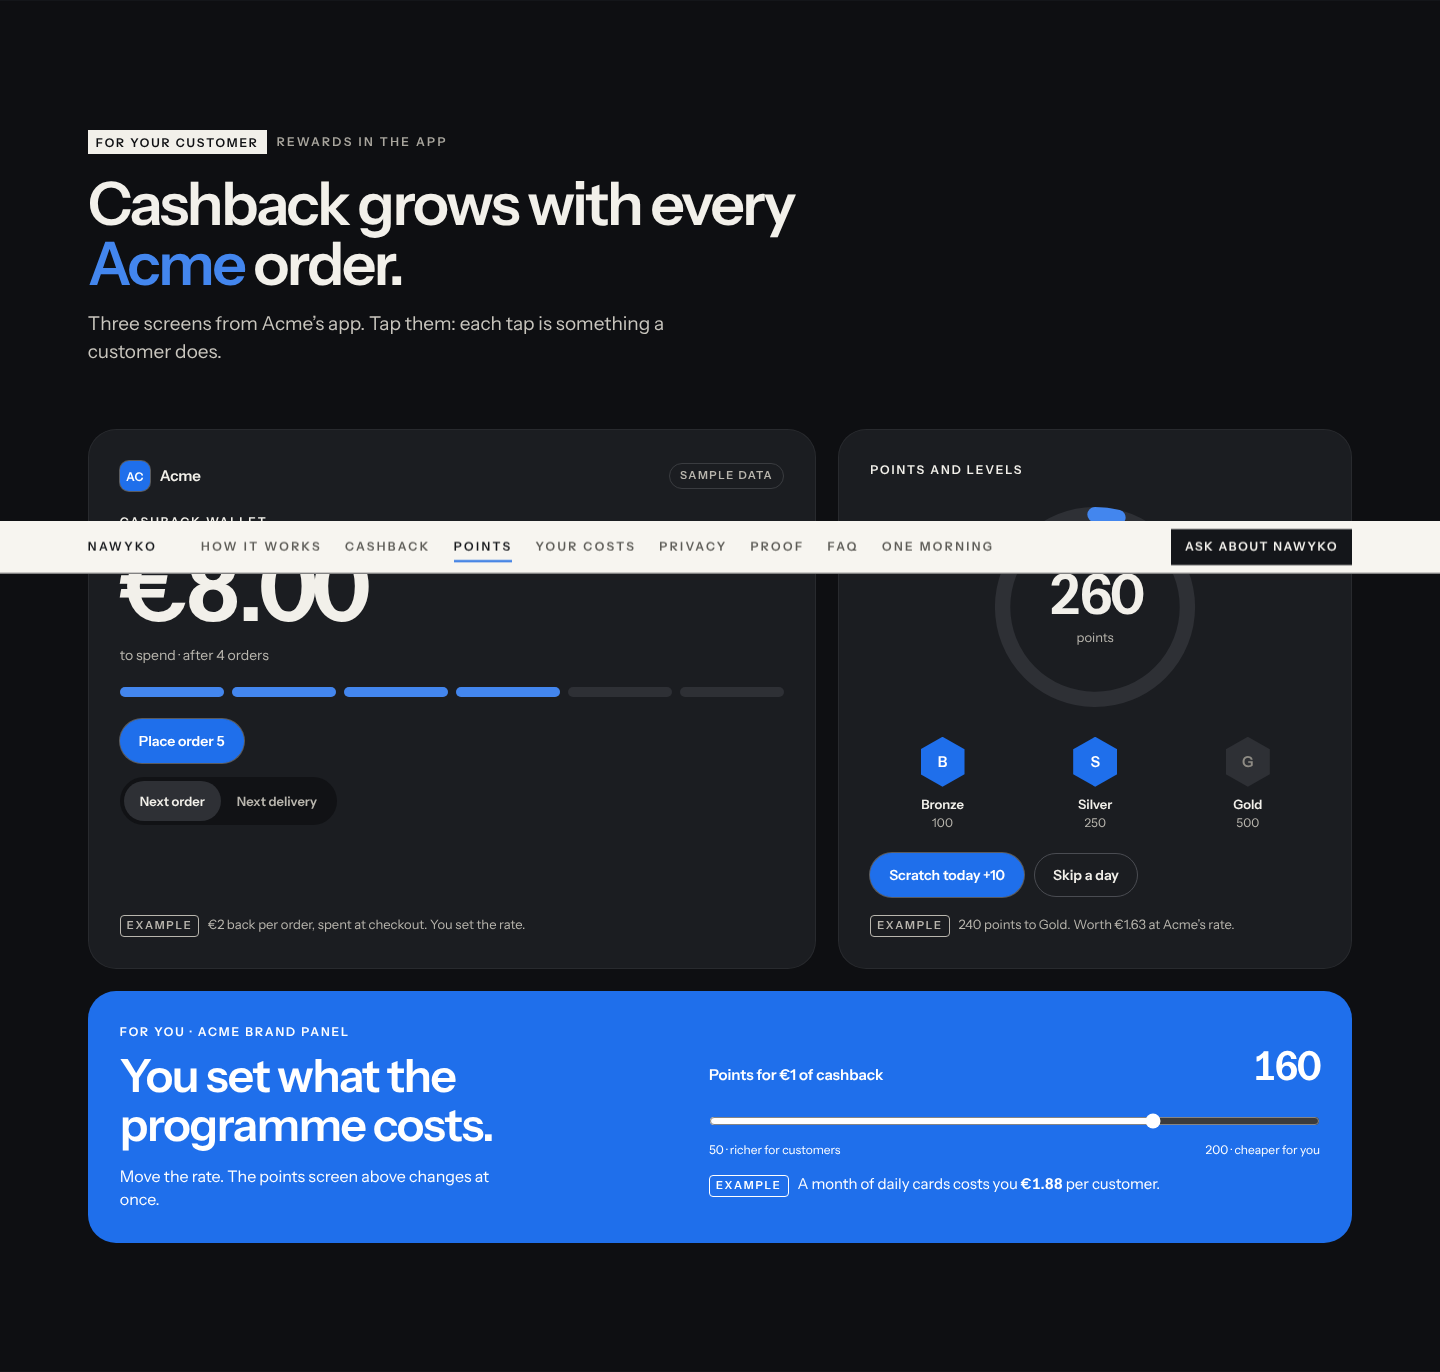 FOR YOUR CUSTOMER REWARDS IN THE APP
Cashback grows with every
Acme order.
Three screens from Acme's app. Tap them: each tap is something a
customer does.
AC Acme
SAMPLE DATA
CASHBACK WALLET
NAWYKO HOW IT WORKS CASHBACK POINTS YOUR COSTS PRIVACY PROOF FAQ ONE MORNING ASK ABOUT NAWYKO
€8.00
to spend · after 4 orders
Place order 5
Next order Next delivery
EXAMPLE €2 back per order, spent at checkout. You set the rate.
POINTS AND LEVELS
260
points
B S G
Bronze Silver Gold
100 250 500
Scratch today +10 Skip a day
EXAMPLE 240 points to Gold. Worth €1.63 at Acme's rate.
FOR YOU · ACME BRAND PANEL
You set what the
programme costs.
Move the rate. The points screen above changes at
once.
Points for €1 of cashback 160
50 · richer for customers 200 · cheaper for you
EXAMPLE A month of daily cards costs you €1.88 per customer.